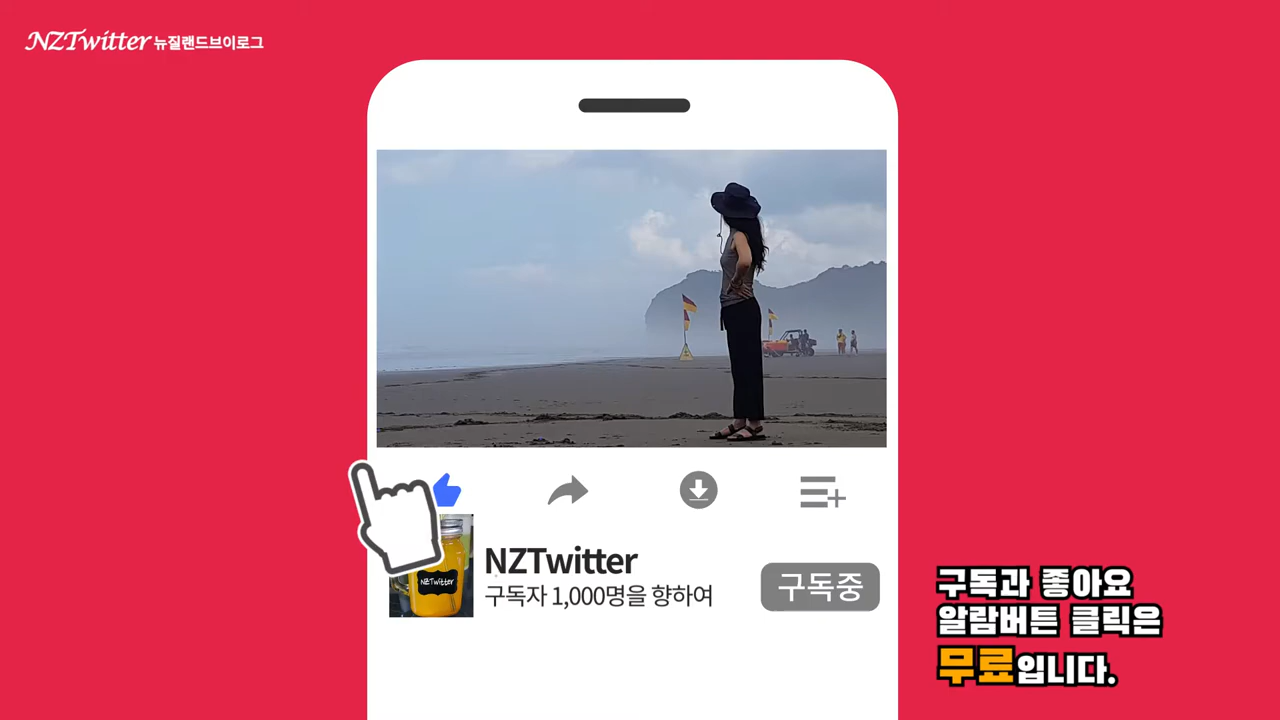 NZTwitter 뉴질랜드브이로그
NZTwitter
NZTwitter
구독자 1,000명을 향하여
구독중
구독과 좋아요
알람버튼 클릭은
무료입니다.